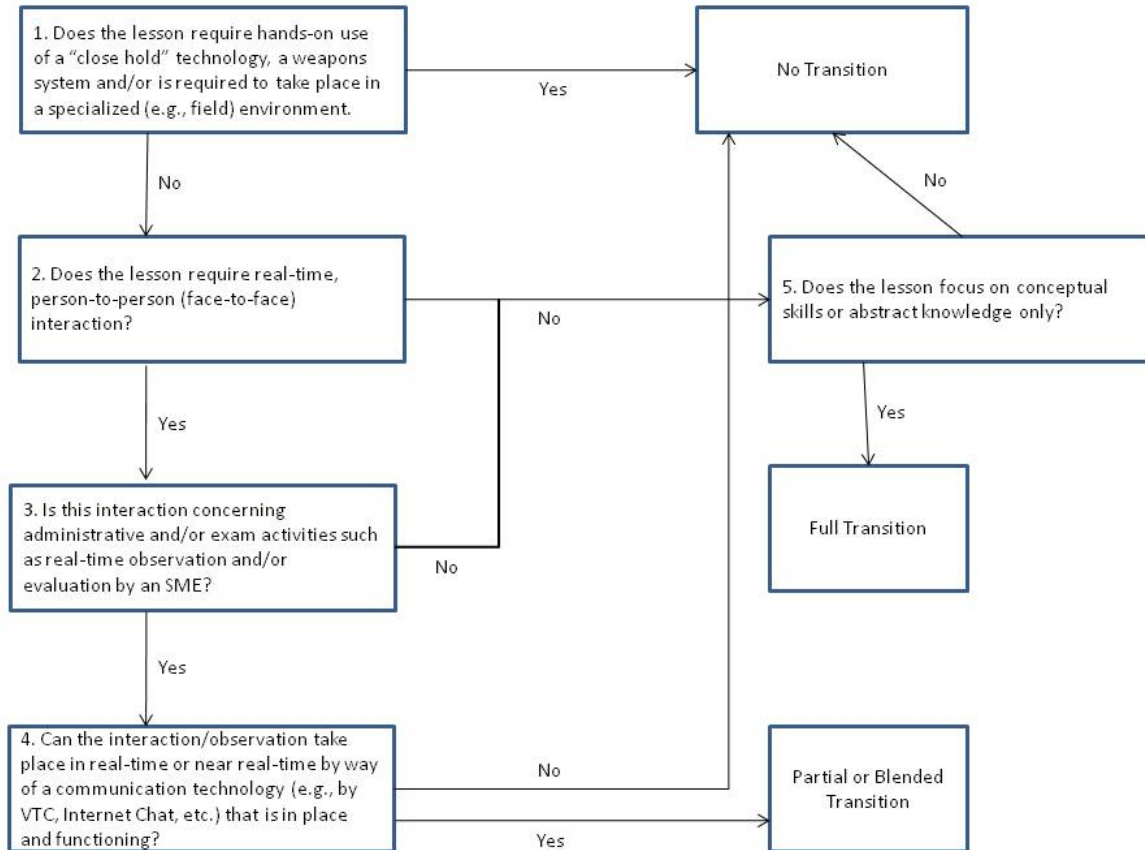 1. Does the lesson require hands-on use
of a “close hold” technology, a weapons
system and/or is required to take place in
a specialized (e.g., field) environment.
Yes
No Transition
No
No
2. Does the lesson require real-time,
person-to-person (face-to-face)
interaction?
No
5. Does the lesson focus on conceptual
skills or abstract knowledge only?
Yes
Yes
3. Is this interaction concerning
administrative and/or exam activities such
as real-time observation and/or
evaluation by an SME?
No
Full Transition
Yes
4. Can the interaction/observation take
place in real-time or near real-time by way
of a communication technology (e.g., by
VTC, Internet Chat, etc.) that is in place
and functioning?
No
Yes
Partial or Blended
Transition